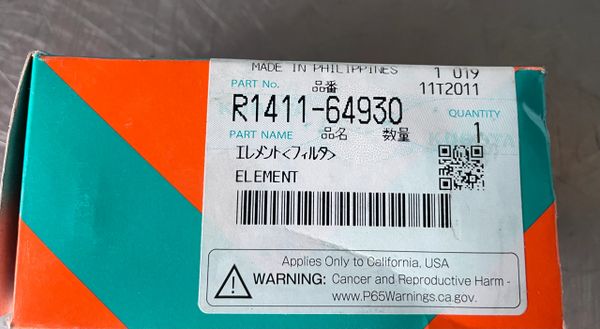 MADE IN PHILIPPINES 1 019
PART No. 品番 11T2011
R1411-64930 QUANTITY
PART NAME 品名 数量 1
エレメント<フィルタ>
ELEMENT
Applies Only to California, USA
WARNING: Cancer and Reproductive Harm -
www.P65Warnings.ca.gov.